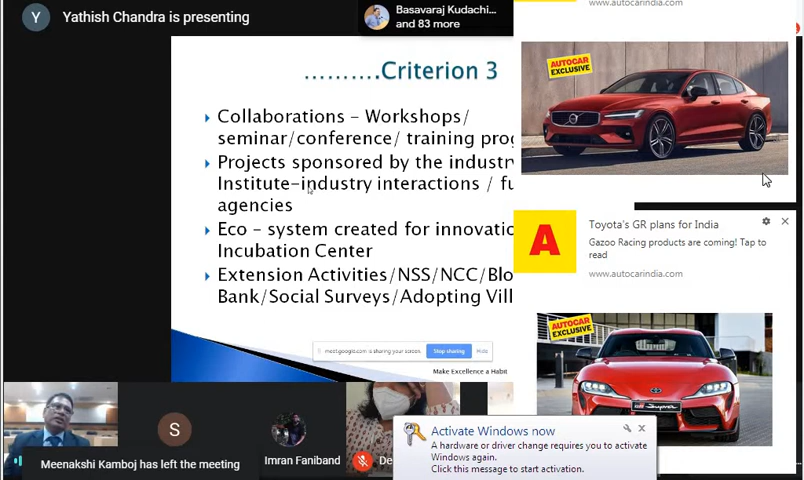 Y
Yathish Chandra is presenting
Basavaraj Kudachi...
and 83 more
www.autocarindia.com
AUTOCAR
EXCLUSIVE
……….Criterion 3
Collaborations – Workshops/
seminar/conference/ training prog
Projects sponsored by the industry
Institute-industry interactions / fu
agencies
Eco – system created for innovatio
Incubation Center
Extension Activities/NSS/NCC/Blo
Bank/Social Surveys/Adopting Vill
meet.google.com is sharing your screen.
Stop sharing
Hide
Make Excellence a Habit
A
Toyota's GR plans for India
Gazoo Racing products are coming! Tap to
read
www.autocarindia.com
AUTOCAR
EXCLUSIVE
Supra
S
Meenakshi Kamboj has left the meeting
Imran Faniband
De
Activate Windows now
A hardware or driver change requires you to activate
Windows again.
Click this message to start activation.